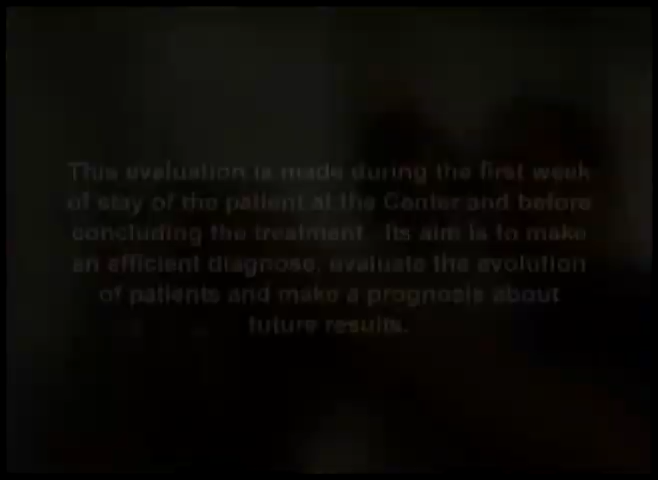 This evaluation is made during the first week
of stay of the patient at the Center and before
concluding the treatment. Its aim is to make
an efficient diagnose, evaluate the evolution
of patients and make a prognosis about
future results.